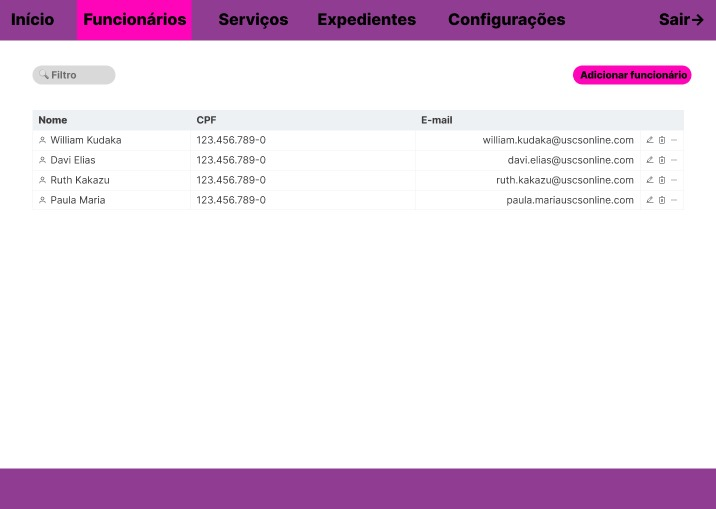 Início Funcionários Serviços Expedientes Configurações Sair→
🔍 Filtro Adicionar funcionário
Nome CPF E-mail
William Kudaka 123.456.789-0 william.kudaka@uscsonline.com
Davi Elias 123.456.789-0 davi.elias@uscsonline.com
Ruth Kakazu 123.456.789-0 ruth.kakazu@uscsonline.com
Paula Maria 123.456.789-0 paula.mariauscsonline.com